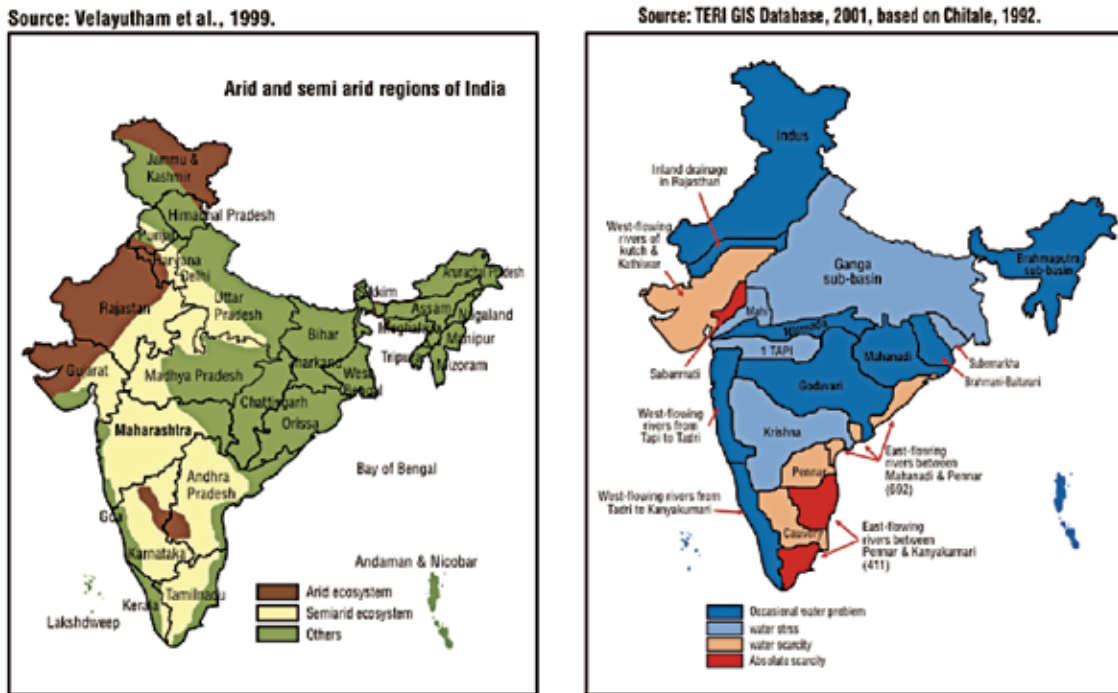 Source: Velayutham et al., 1999.
Arid and semi arid regions of India
Jammu &
Kashmir
Himachal Pradesh
Punjab
Haryana
Delhi
Rajastan
Uttar
Pradesh
Sikkim
Arunachal Pradesh
Assam
Nagaland
Meghalaya
Manipur
Tripura
Mizoram
Bihar
Jharkand
West
Bengal
Gujarat
Madhya Pradesh
Chattisgarh
Orissa
Maharashtra
Andhra
Pradesh
Bay of Bengal
Goa
Karnataka
Andaman & Nicobar
Kerala
Tamilnadu
Lakshdweep
Arid ecosystem
Semiarid ecosystem
Others
Source: TERI GIS Database, 2001, based on Chitale, 1992.
Indus
Inland drainage
in Rajasthan
West-flowing
rivers of
kutch &
Kathiwar
Ganga
sub-basin
Brahmaputra
sub-basin
Mahi
Narmada
1 TAPI
Mahanadi
Sabarmati
Godavari
Brahmani-Baitarani
West-flowing
rivers from
Tapi to Tadri
Krishna
East-flowing
rivers between
Mahanadi & Pennar
(692)
Pennar
West-flowing rivers from
Tadri to Kanyakumari
Cauvery
East-flowing
rivers between
Pennar & Kanyakamari
(411)
Occasional water problem
water strss
water scarcity
Absolute scarcity